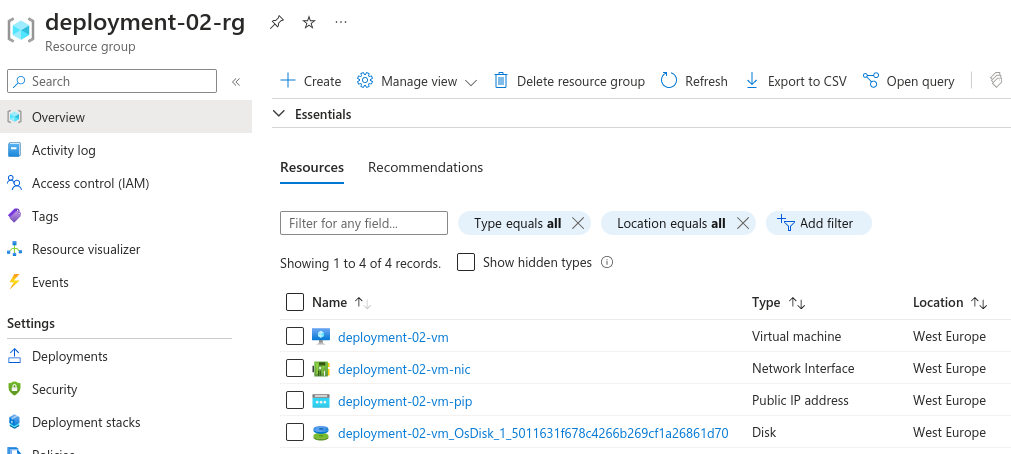 deployment-02-rg
Resource group
Search
Create Manage view Delete resource group Refresh Export to CSV Open query
Overview
Essentials
Activity log
Resources Recommendations
Access control (IAM)
Tags
Filter for any field... Type equals all Location equals all Add filter
Resource visualizer
Showing 1 to 4 of 4 records. Show hidden types
Events
Name Type Location
Settings
deployment-02-vm Virtual machine West Europe
Deployments
deployment-02-vm-nic Network Interface West Europe
Security
deployment-02-vm-pip Public IP address West Europe
Deployment stacks
deployment-02-vm_OsDisk_1_5011631f678c4266b269cf1a26861d70 Disk West Europe
Policies